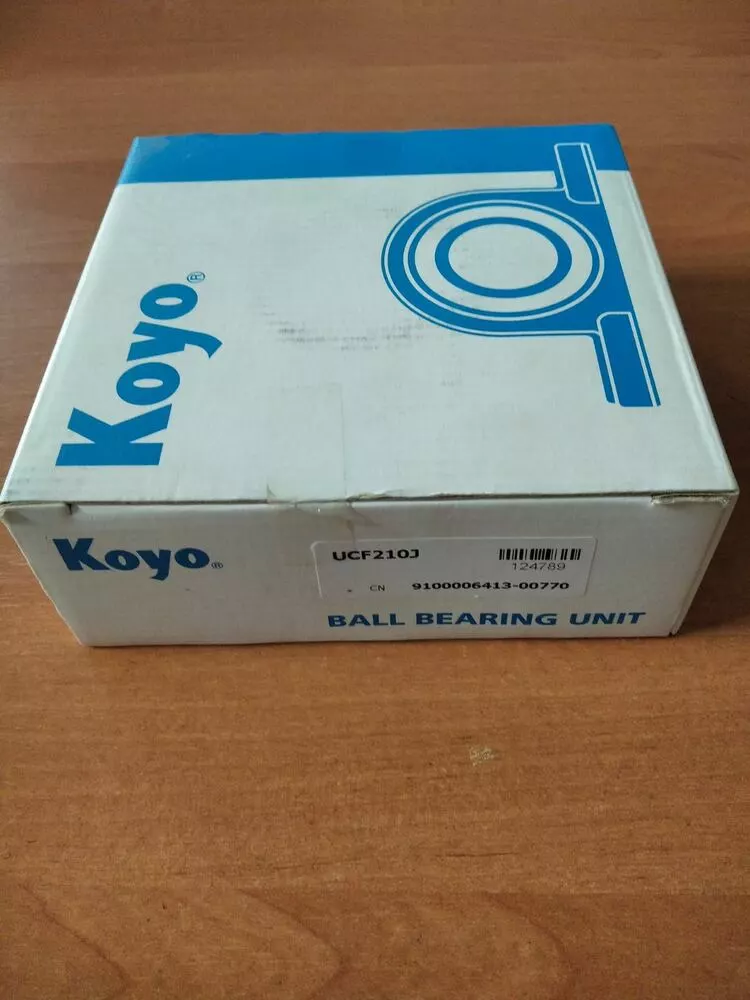 Koyo®
Koyo®
UCF210J
124789
CN 9100006413-00770
BALL BEARING UNIT